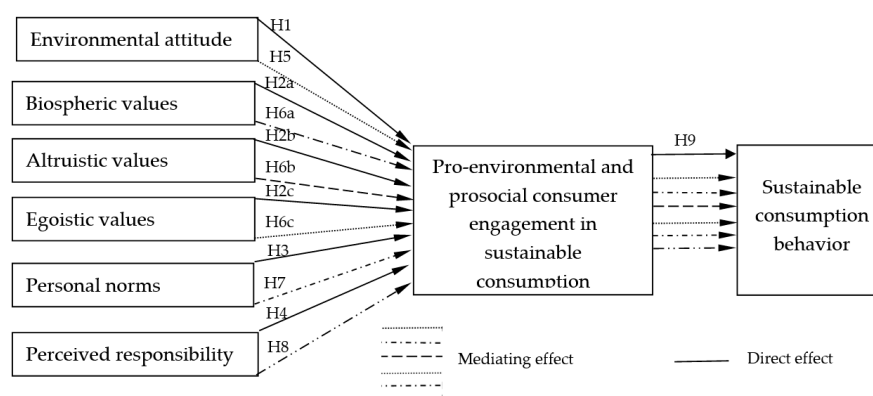 Environmental attitude
H1
H5
Biospheric values
H2a
H6a
Altruistic values
H2b
H6b
Egoistic values
H2c
H6c
Personal norms
H3
H7
Perceived responsibility
H4
H8
Pro-environmental and
prosocial consumer
engagement in
sustainable
consumption
H9
Sustainable
consumption
behavior
Mediating effect
Direct effect